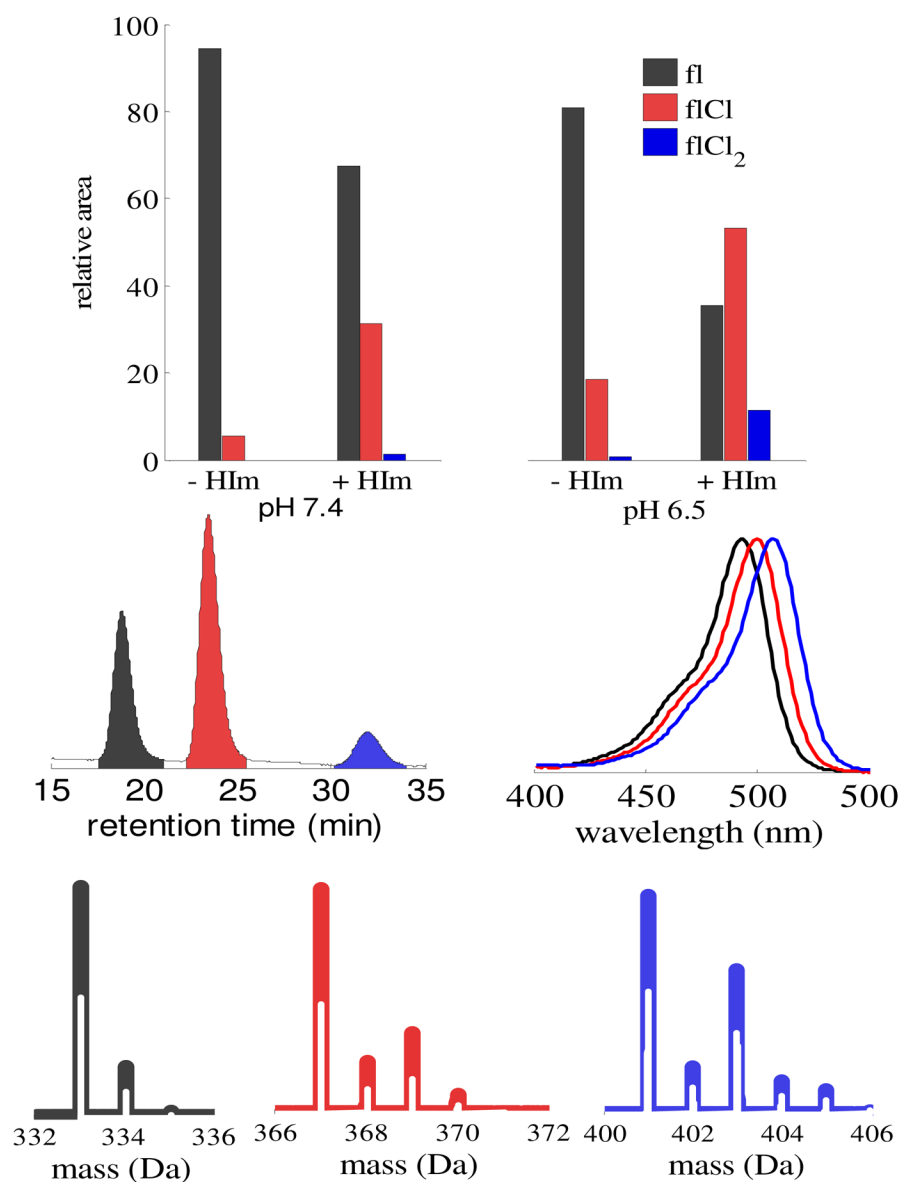 100
80
60
40
20
0
relative area
fl
flCl
flCl2
- HIm + HIm
pH 7.4
- HIm + HIm
pH 6.5
15 20 25 30 35
retention time (min)
400 450 500 500
wavelength (nm)
332 334 336
mass (Da)
366 368 370 372
mass (Da)
400 402 404 406
mass (Da)